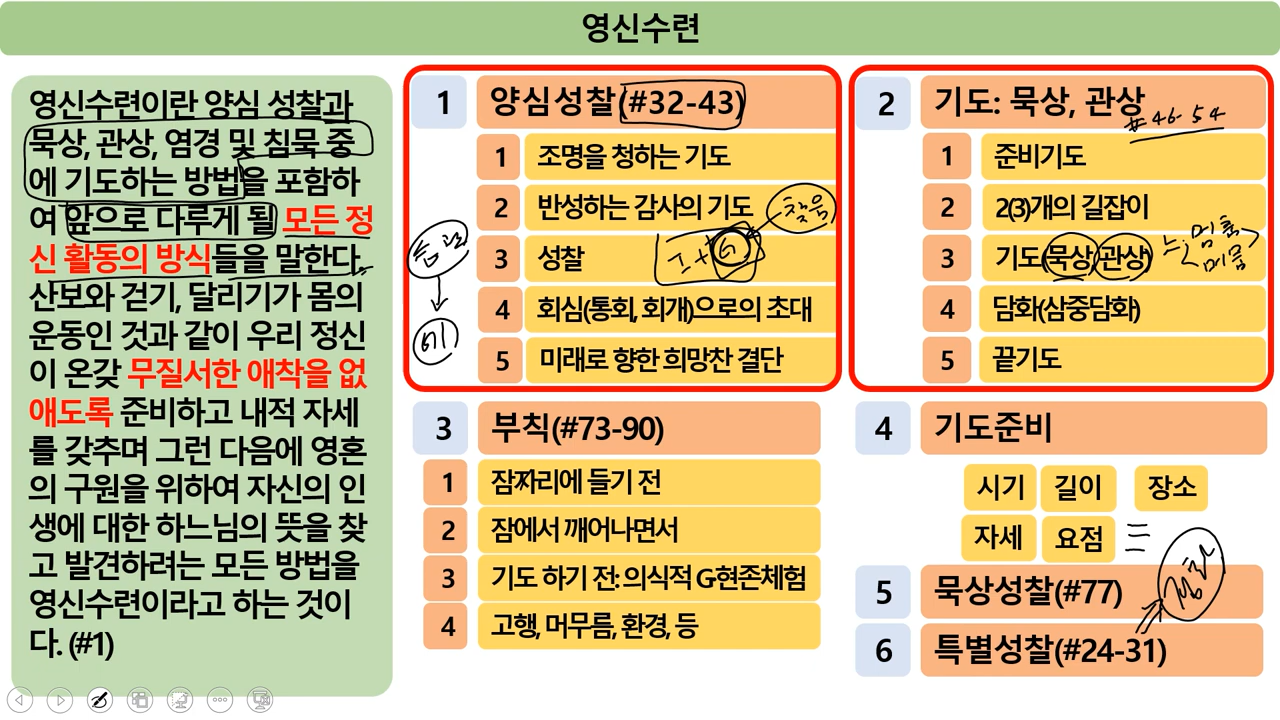 영신수련
영신수련이란 양심 성찰과
묵상, 관상, 염경 및 침묵 중
에 기도하는 방법을 포함하
여 앞으로 다루게 될 모든 정
신 활동의 방식들을 말한다.
산보와 걷기, 달리기가 몸의
운동인 것과 같이 우리 정신
이 온갖 무질서한 애착을 없
애도록 준비하고 내적 자세
를 갖추며 그런 다음에 영혼
의 구원을 위하여 자신의 인
생에 대한 하느님의 뜻을 찾
고 발견하려는 모든 방법을
영신수련이라고 하는 것이
다. (#1)
1 양심성찰(#32-43)
1 조명을 청하는 기도
2 반성하는 감사의 기도
3 성찰 I+G
4 회심(통회, 회개)으로의 초대
5 미래로 향한 희망찬 결단
2 기도: 묵상, 관상
#46-54
1 준비기도
2 2(3)개의 길잡이
3 기도(묵상,관상)
4 담화(삼중담화)
5 끝기도
3 부칙(#73-90)
1 잠짜리에 들기 전
2 잠에서 깨어나면서
3 기도 하기 전: 의식적 G현존체험
4 고행, 머무름, 환경, 등
4 기도준비
시기 길이 장소
자세 요점
5 묵상성찰(#77)
6 특별성찰(#24-31)